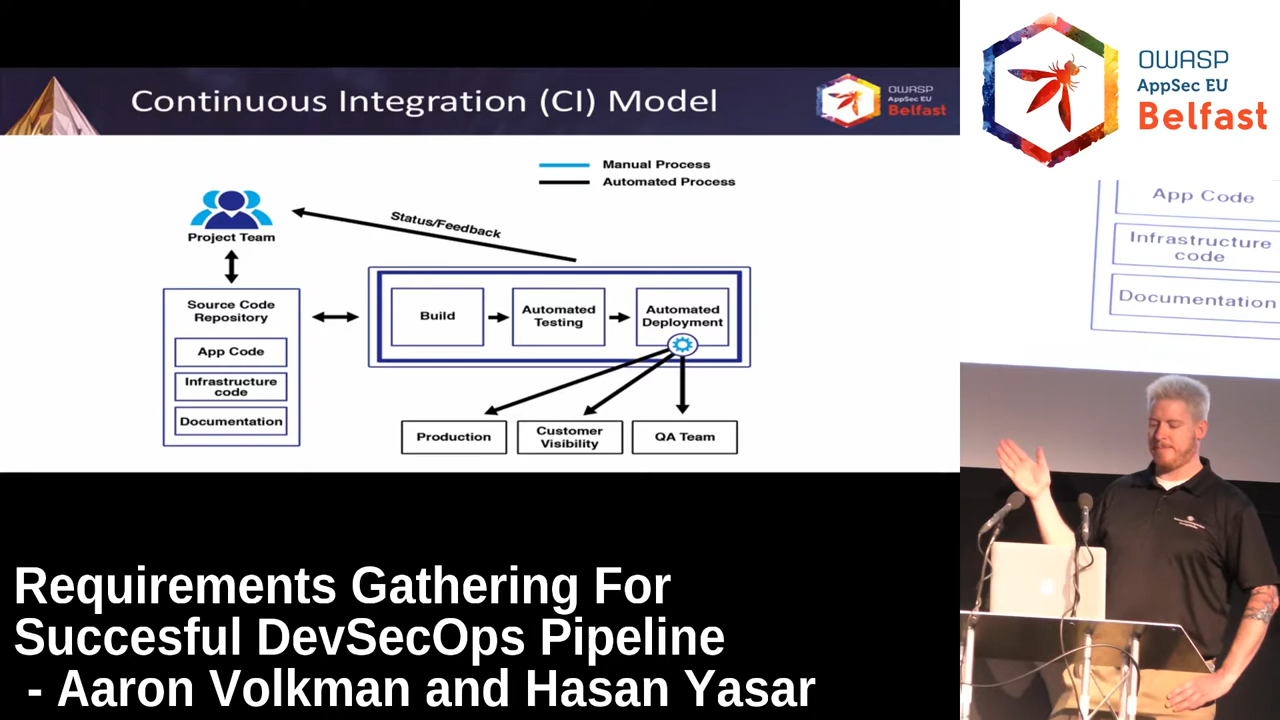 Continuous Integration (CI) Model
OWASP
AppSec EU
Belfast
Manual Process
Automated Process
Status/Feedback
Project Team
Source Code
Repository
App Code
Infrastructure
code
Documentation
Build
Automated
Testing
Automated
Deployment
Production
Customer
Visibility
QA Team
OWASP
AppSec EU
Belfast
App Code
Infrastructure
code
Documentation
Requirements Gathering For
Succesful DevSecOps Pipeline
- Aaron Volkman and Hasan Yasar